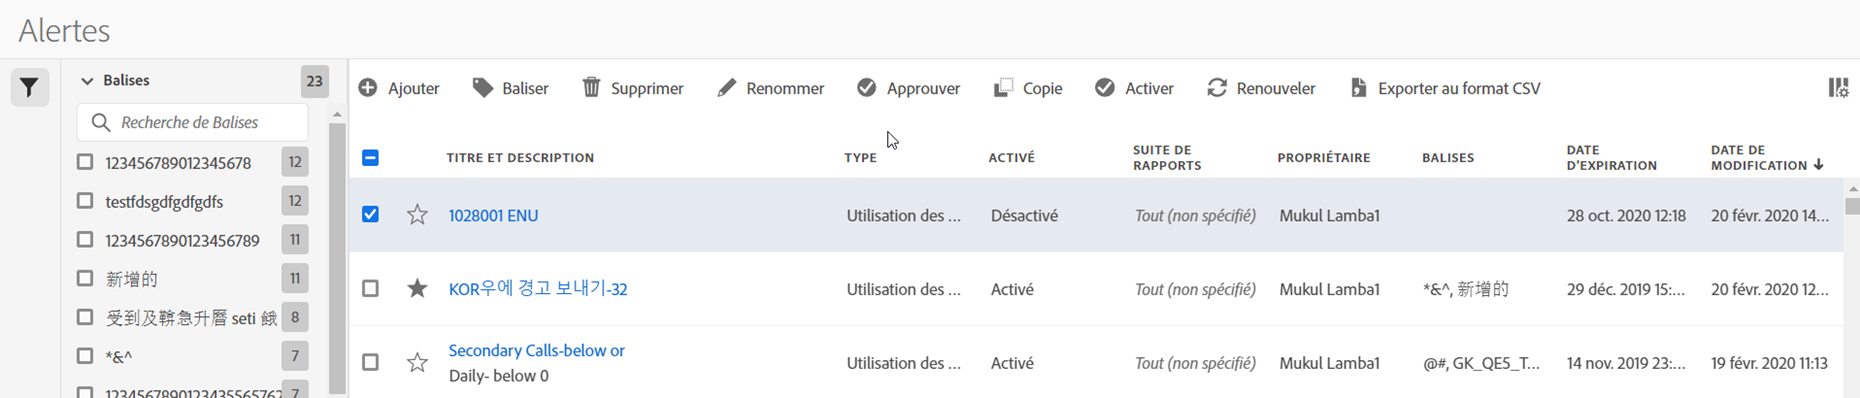 Alertes
Balises 23
Recherche de Balises
123456789012345678 12
testfdsgdfgdfgdfs 12
1234567890123456789 11
新增的 11
受到及鞥急升層 seti 餓 8
*&^ 7
7
Ajouter Baliser Supprimer Renommer Approuver Copie Activer Renouveler Exporter au format CSV
TITRE ET DESCRIPTION TYPE ACTIVÉ SUITE DE RAPPORTS PROPRIÉTAIRE BALISES DATE D'EXPIRATION DATE DE MODIFICATION
1028001 ENU Utilisation des ... Désactivé Tout (non spécifié) Mukul Lamba1 28 oct. 2020 12:18 20 févr. 2020 14...
KOR우에 경고 보내기-32 Utilisation des ... Activé Tout (non spécifié) Mukul Lamba1 *&^, 新增的 29 déc. 2019 15:... 20 févr. 2020 12...
Secondary Calls-below or Utilisation des ... Activé Tout (non spécifié) Mukul Lamba1 @#, GK_QE5_T... 14 nov. 2019 23:... 19 févr. 2020 11:13
Daily- below 0